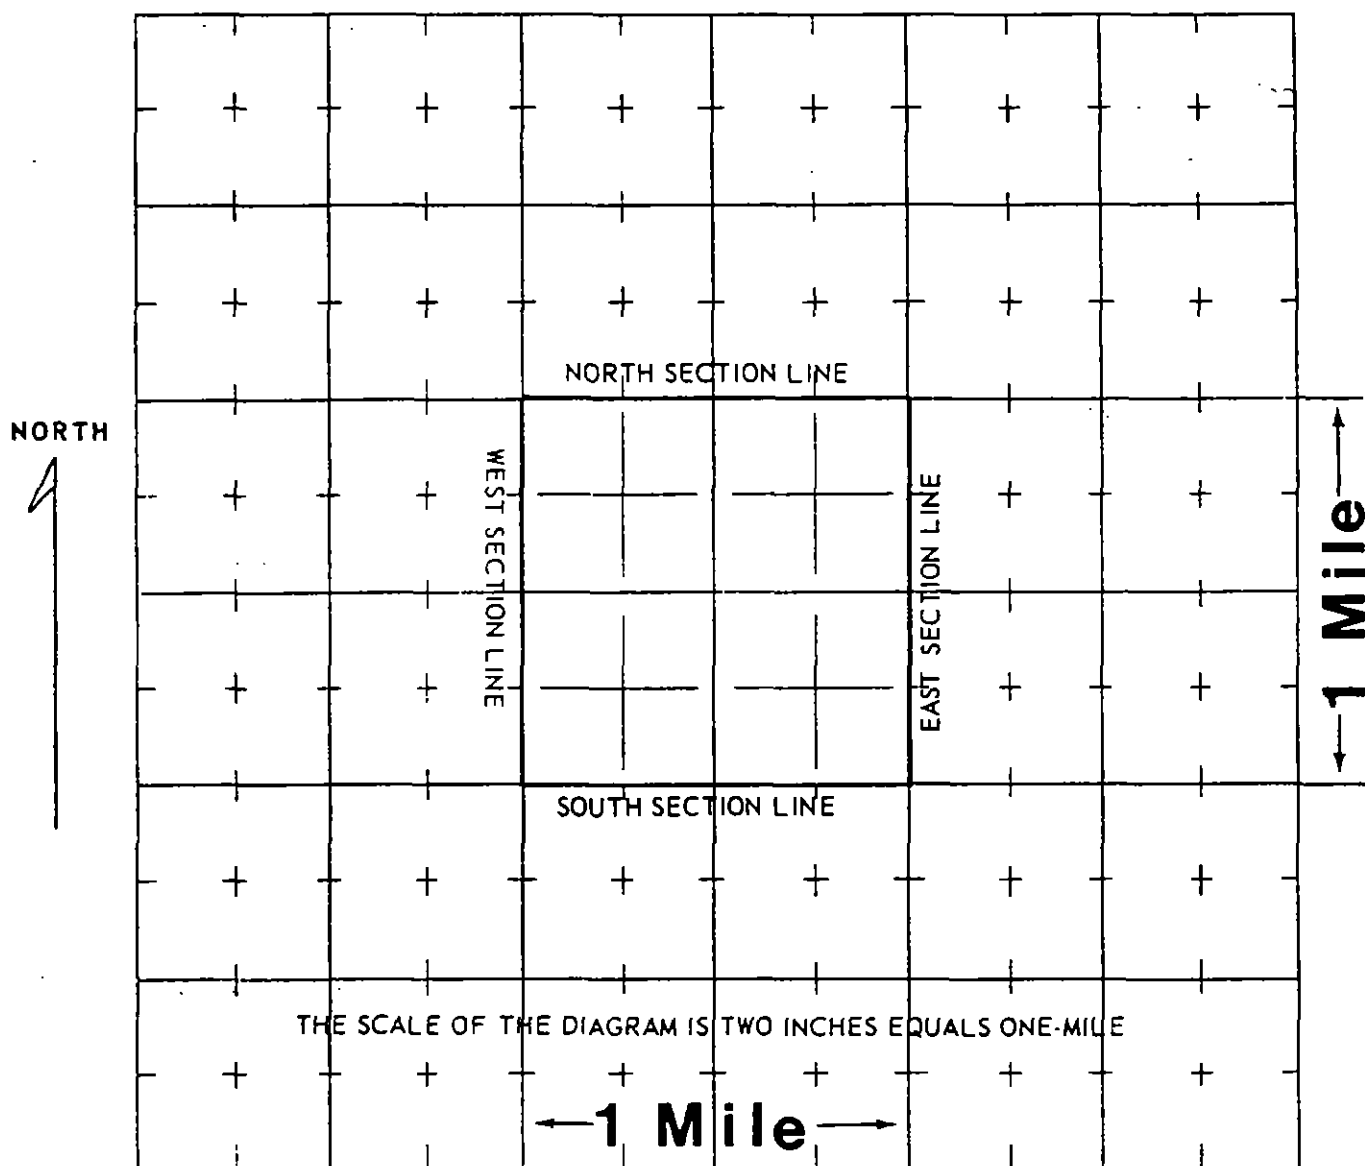 NORTH SECTION LINE
NORTH
WEST SECTION LINE
EAST SECTION LINE
1 Mile
SOUTH SECTION LINE
THE SCALE OF THE DIAGRAM IS TWO INCHES EQUALS ONE-MILE
1 Mile